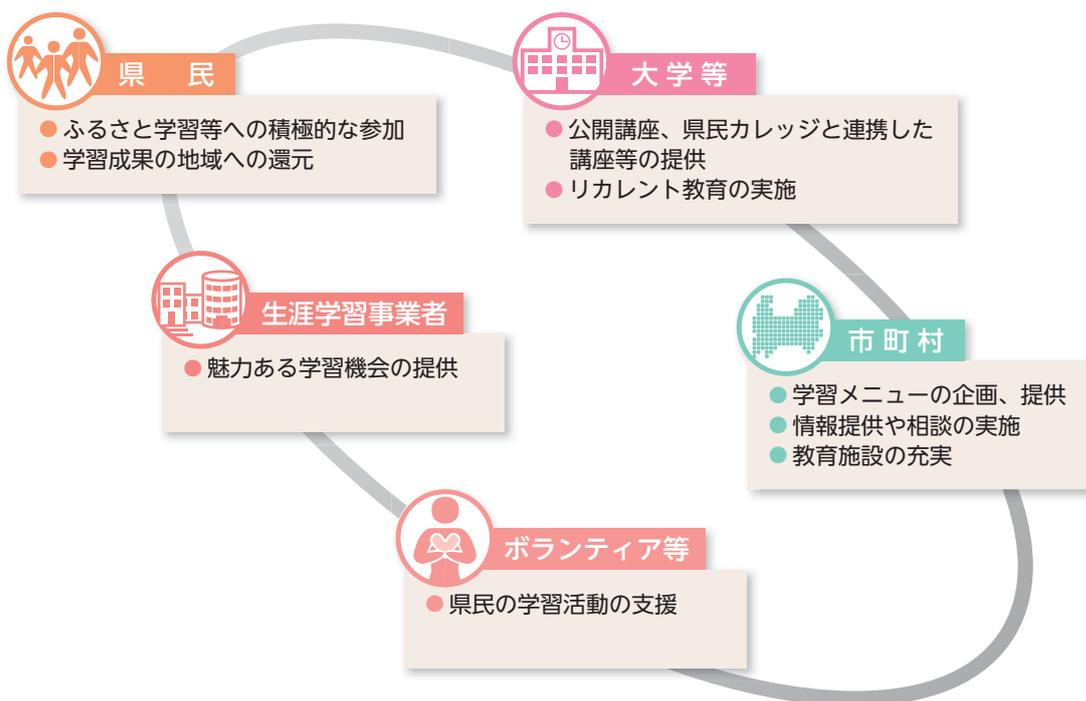 県　民
● ふるさと学習等への積極的な参加
● 学習成果の地域への還元
大学等
● 公開講座、県民カレッジと連携した
講座等の提供
● リカレント教育の実施
生涯学習事業者
● 魅力ある学習機会の提供
市町村
● 学習メニューの企画、提供
● 情報提供や相談の実施
● 教育施設の充実
ボランティア等
● 県民の学習活動の支援